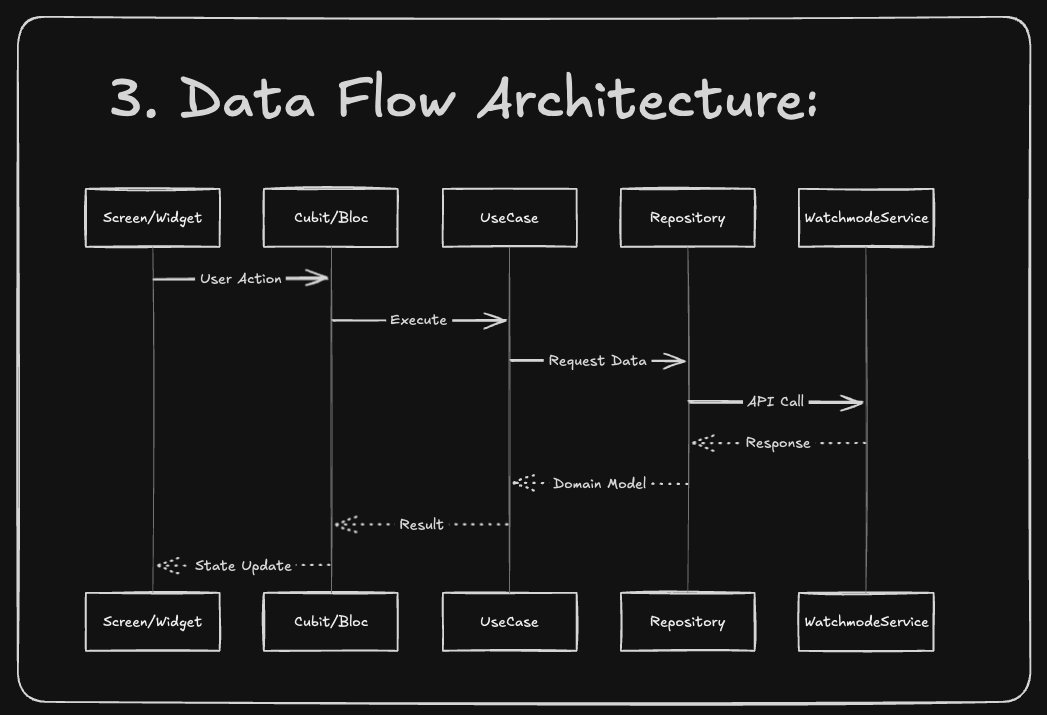 3. Data Flow Architecture:
Screen/Widget
Cubit/Bloc
UseCase
Repository
WatchmodeService
User Action
Execute
Request Data
API Call
Response
Domain Model
Result
State Update
Screen/Widget
Cubit/Bloc
UseCase
Repository
WatchmodeService